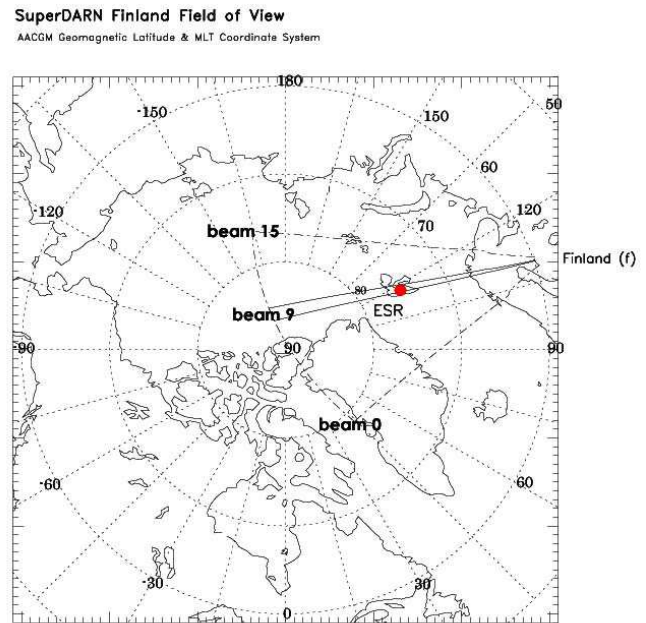 SuperDARN Finland Field of View
AACGM Geomagnetic Latitude & MLT Coordinate System
180
50
-150
150
60
-120
120
70
beam 15
Finland (f)
80
ESR
beam 9
-90
90
90
beam 0
-60
60
-30
30
0